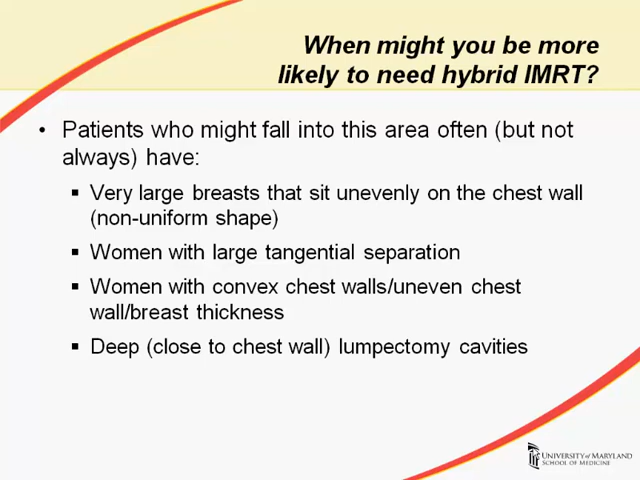 When might you be more
likely to need hybrid IMRT?
• Patients who might fall into this area often (but not
always) have:
▪ Very large breasts that sit unevenly on the chest wall
(non-uniform shape)
▪ Women with large tangential separation
▪ Women with convex chest walls/uneven chest
wall/breast thickness
▪ Deep (close to chest wall) lumpectomy cavities
UNIVERSITY of MARYLAND
SCHOOL OF MEDICINE